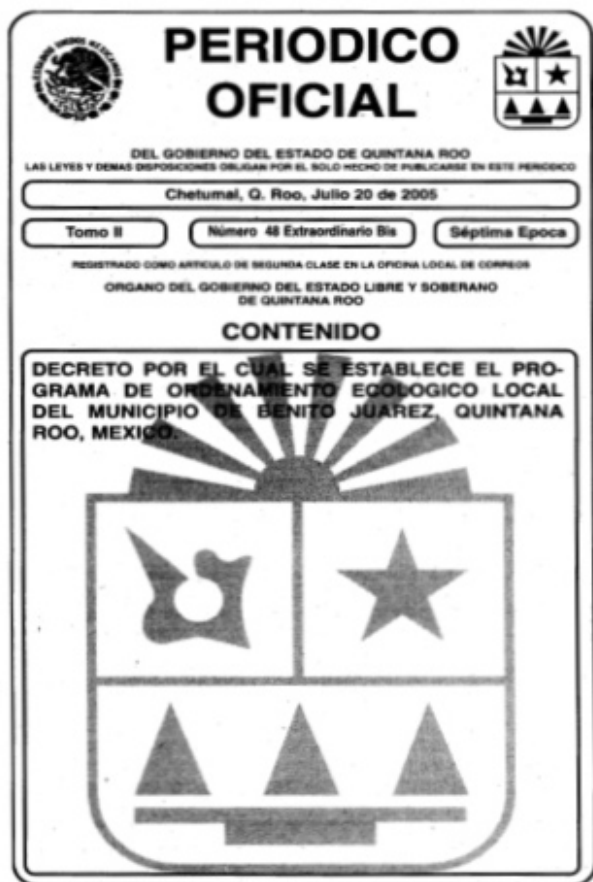 PERIODICO
OFICIAL
DEL GOBIERNO DEL ESTADO DE QUINTANA ROO
LAS LEYES Y DEMAS DISPOSICIONES OBLIGAN POR EL SOLO HECHO DE PUBLICARSE EN ESTE PERIODICO
Chetumal, Q. Roo, Julio 20 de 2005
Tomo II
Número 48 Extraordinario Bis
Séptima Epoca
REGISTRADO COMO ARTICULO DE SEGUNDA CLASE EN LA OFICINA LOCAL DE CORREOS
ORGANO DEL GOBIERNO DEL ESTADO LIBRE Y SOBERANO
DE QUINTANA ROO
CONTENIDO
DECRETO POR EL CUAL SE ESTABLECE EL PRO-
GRAMA DE ORDENAMIENTO ECOLOGICO LOCAL
DEL MUNICIPIO DE BENITO JUAREZ, QUINTANA
ROO, MEXICO.